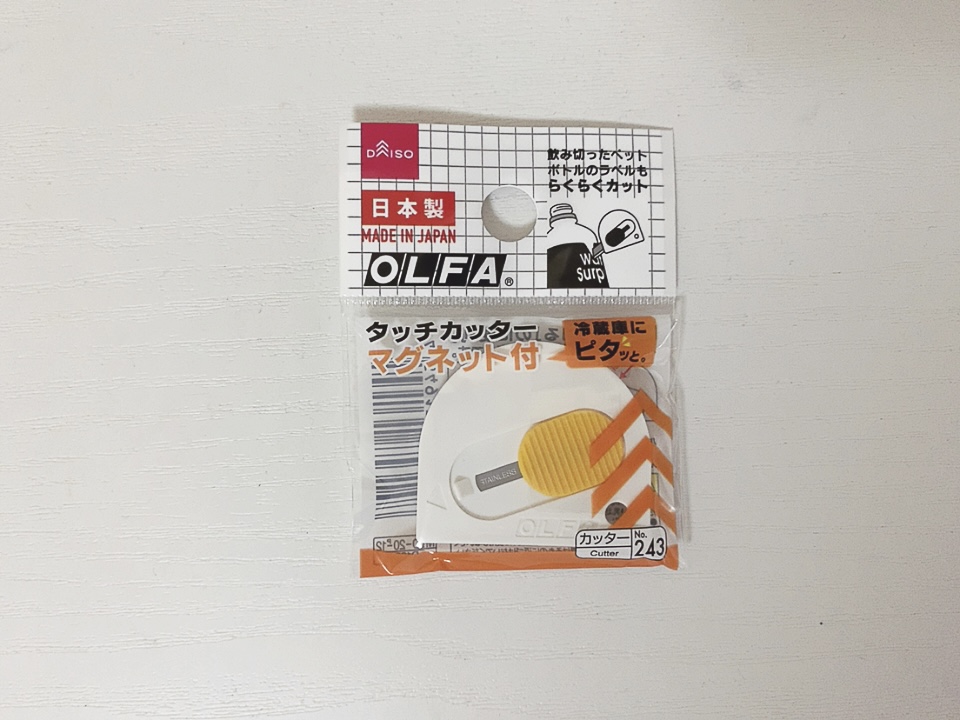 DAISO
日本製
MADE IN JAPAN
OLFA®
飲み切ったペット
ボトルのラベルも
らくらくカット
surp
タッチカッター
マグネット付
冷蔵庫に
ピタッと。
STAINLESS
OLFA
カッター
Cutter
No.
243